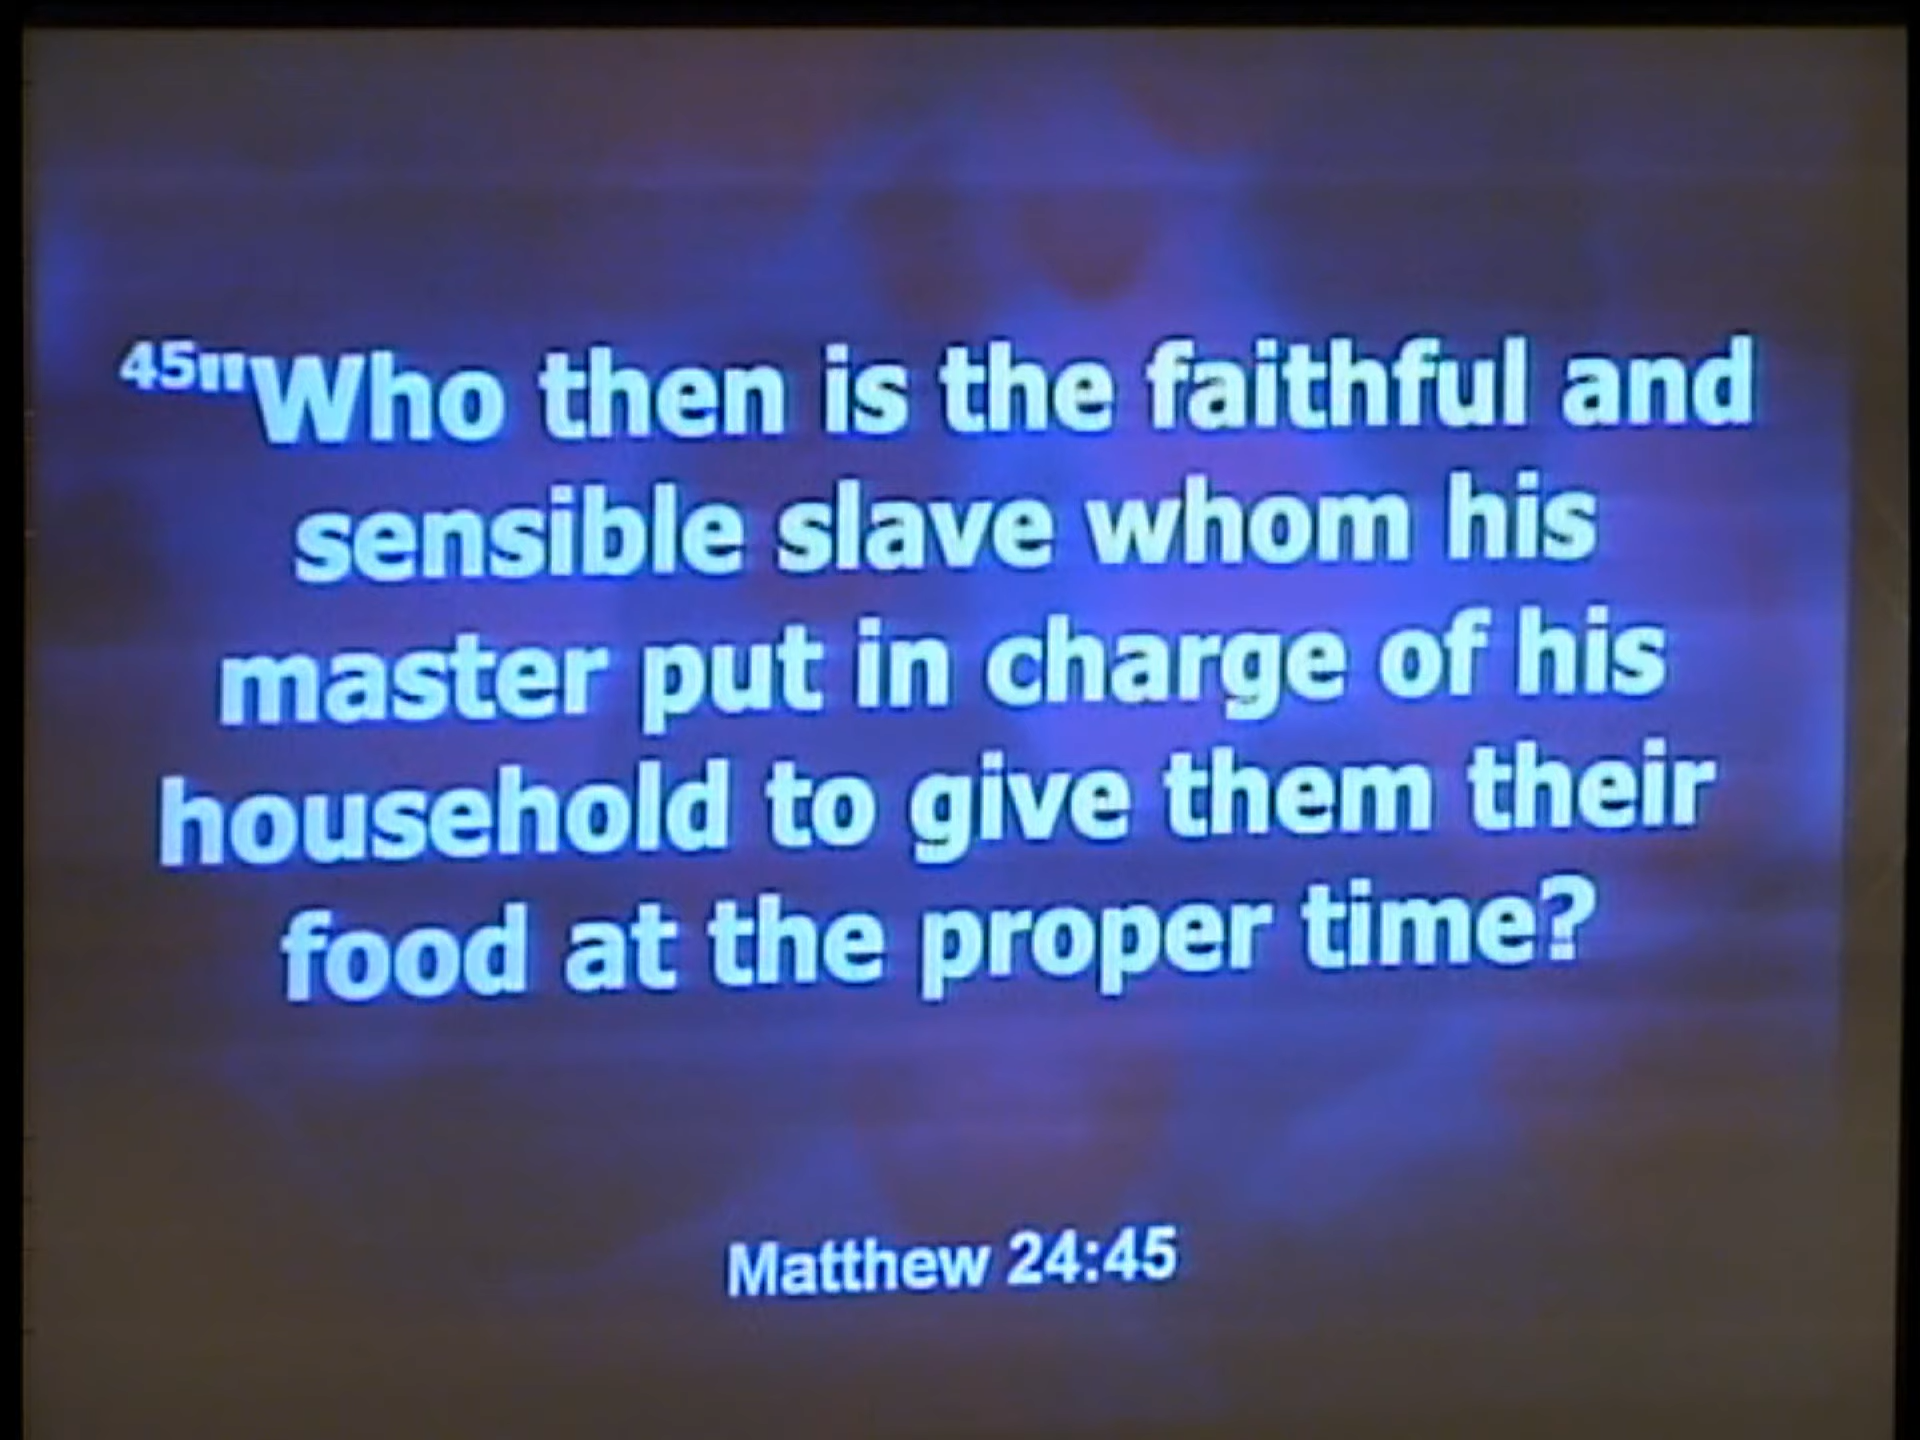 45"Who then is the faithful and
sensible slave whom his
master put in charge of his
household to give them their
food at the proper time?
Matthew 24:45